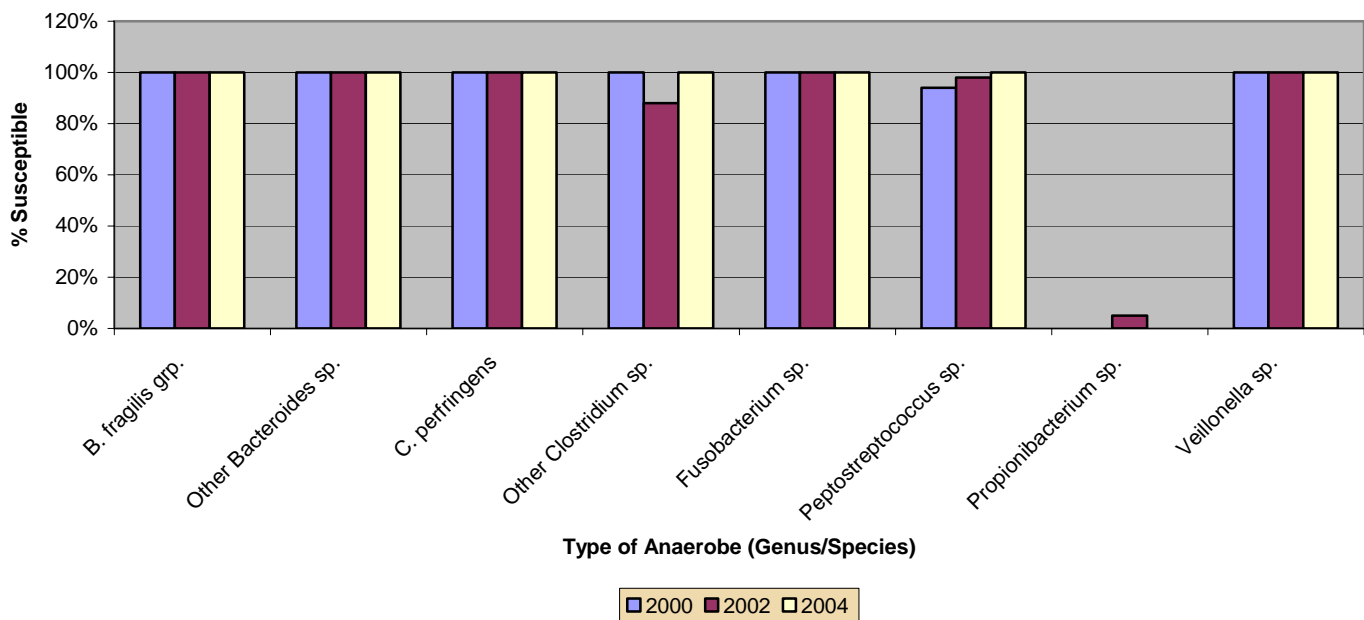 120%
100%
80%
60%
40%
20%
0%
% Susceptible
B. fragilis grp.
Other Bacteroides sp.
C. perfringens
Other Clostridium sp.
Fusobacterium sp.
Peptostreptococcus sp.
Propionibacterium sp.
Veillonella sp.
Type of Anaerobe (Genus/Species)
2000 2002 2004